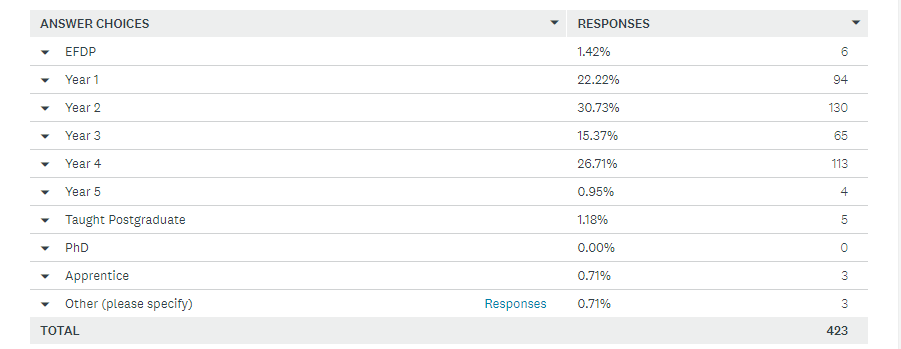 ANSWER CHOICES RESPONSES
EFDP 1.42% 6
Year 1 22.22% 94
Year 2 30.73% 130
Year 3 15.37% 65
Year 4 26.71% 113
Year 5 0.95% 4
Taught Postgraduate 1.18% 5
PhD 0.00% 0
Apprentice 0.71% 3
Other (please specify) Responses 0.71% 3
TOTAL 423